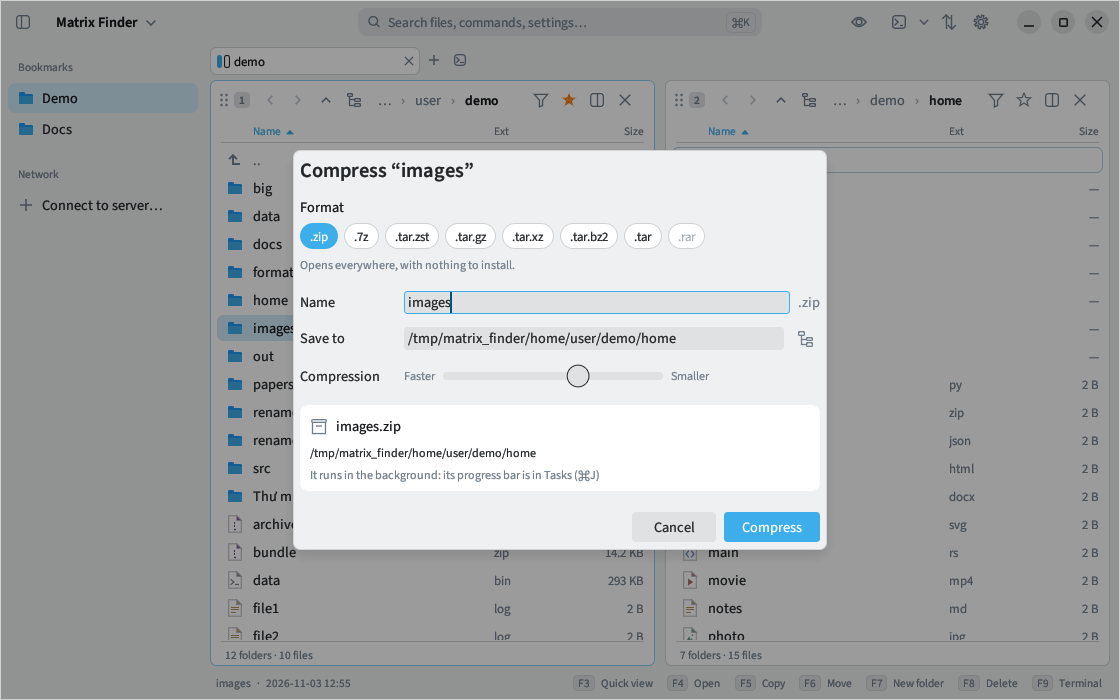 Matrix Finder
Search files, commands, settings… ⌘K
Bookmarks
Demo
Docs
Network
Connect to server…
demo
1 … › user › demo
Name Ext Size
..
big
data
docs
format
home
images
out
papers
renam
renam
src
Thư m
archive
bundle zip 14.2 KB
data bin 293 KB
file1 log 2 B
file2 log 2 B
12 folders · 10 files
2 … › demo › home
Name Ext Size
—
—
—
—
—
—
—
py 2 B
zip 2 B
json 2 B
html 2 B
docx 2 B
svg 2 B
main rs 2 B
movie mp4 2 B
notes md 2 B
photo jpg 2 B
7 folders · 15 files
Compress “images”
Format
.zip .7z .tar.zst .tar.gz .tar.xz .tar.bz2 .tar .rar
Opens everywhere, with nothing to install.
Name images .zip
Save to /tmp/matrix_finder/home/user/demo/home
Compression Faster Smaller
images.zip
/tmp/matrix_finder/home/user/demo/home
It runs in the background: its progress bar is in Tasks (⌘J)
Cancel Compress
images · 2026-11-03 12:55
F3 Quick view F4 Open F5 Copy F6 Move F7 New folder F8 Delete F9 Terminal